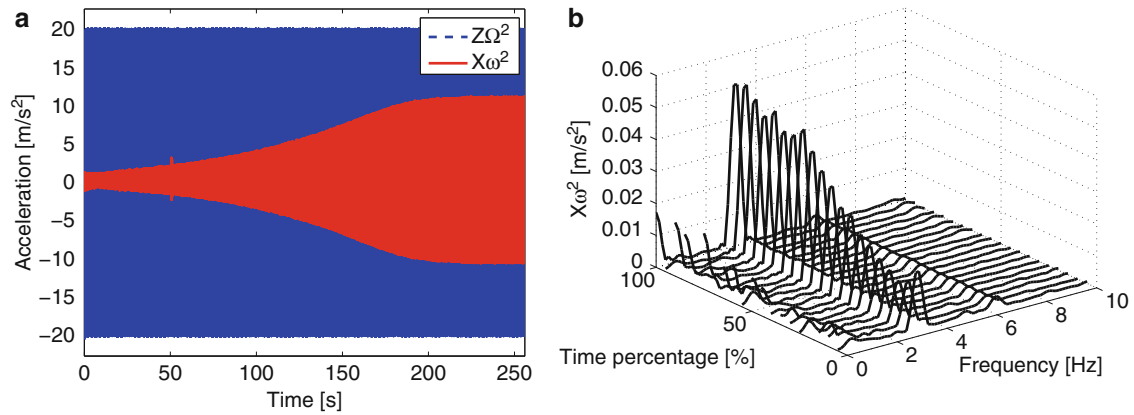 a
20
15
10
5
0
−5
−10
−15
−20
Acceleration [m/s²]
0 50 100 150 200 250
Time [s]
ZΩ²
Xω²
b
0.06
0.05
0.04
0.03
0.02
0.01
0
Xω² [m/s²]
100
50
0
Time percentage [%]
0
2
4
6
8
10
Frequency [Hz]